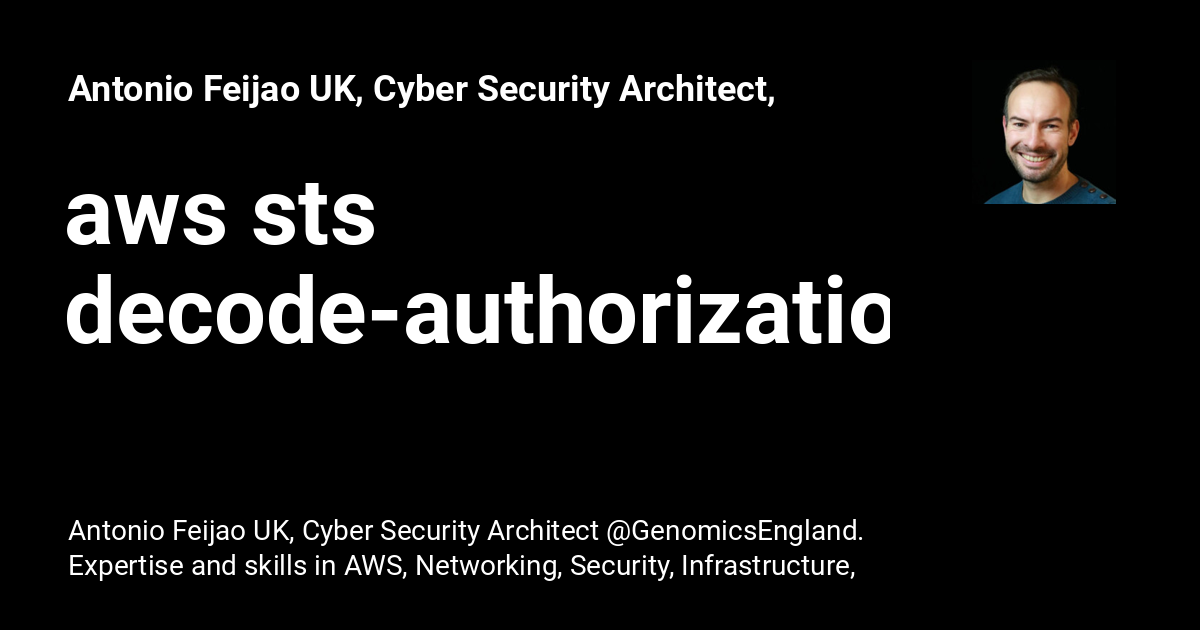 Antonio Feijao UK, Cyber Security Architect,
aws sts
decode-authorizatio
Antonio Feijao UK, Cyber Security Architect @GenomicsEngland.
Expertise and skills in AWS, Networking, Security, Infrastructure,